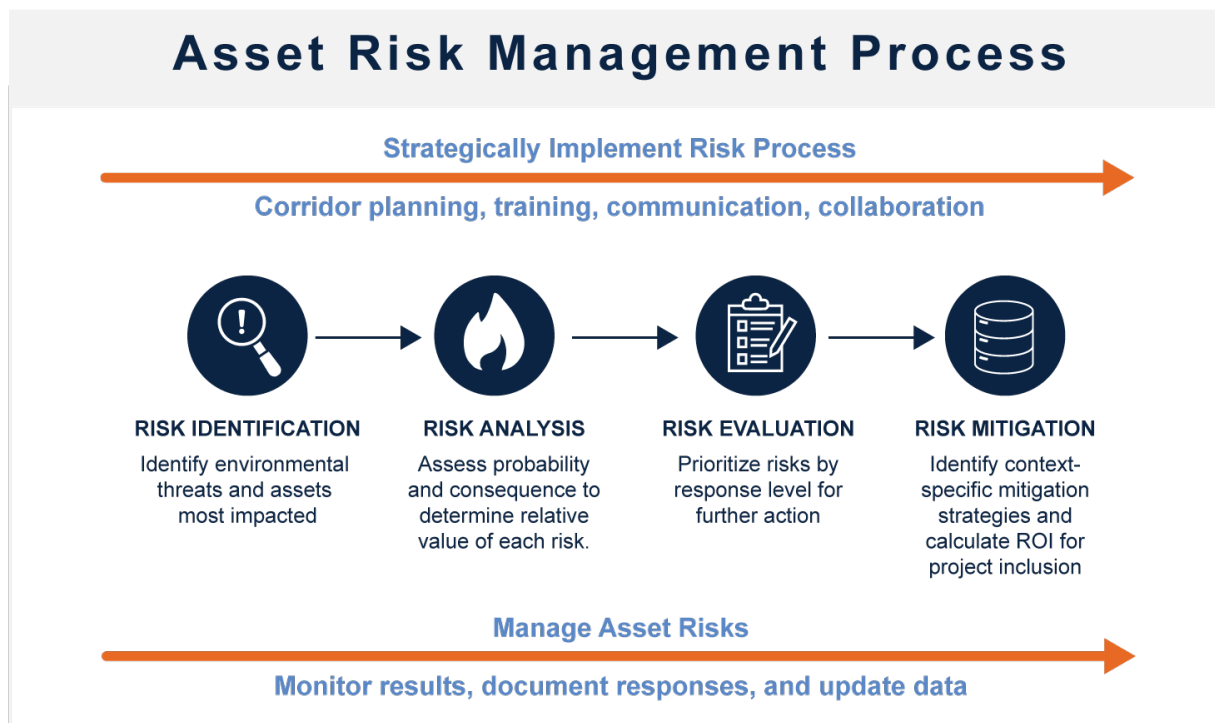 Asset Risk Management Process
Strategically Implement Risk Process
Corridor planning, training, communication, collaboration
RISK IDENTIFICATION
Identify environmental
threats and assets
most impacted
RISK ANALYSIS
Assess probability
and consequence to
determine relative
value of each risk.
RISK EVALUATION
Prioritize risks by
response level for
further action
RISK MITIGATION
Identify context-
specific mitigation
strategies and
calculate ROI for
project inclusion
Manage Asset Risks
Monitor results, document responses, and update data